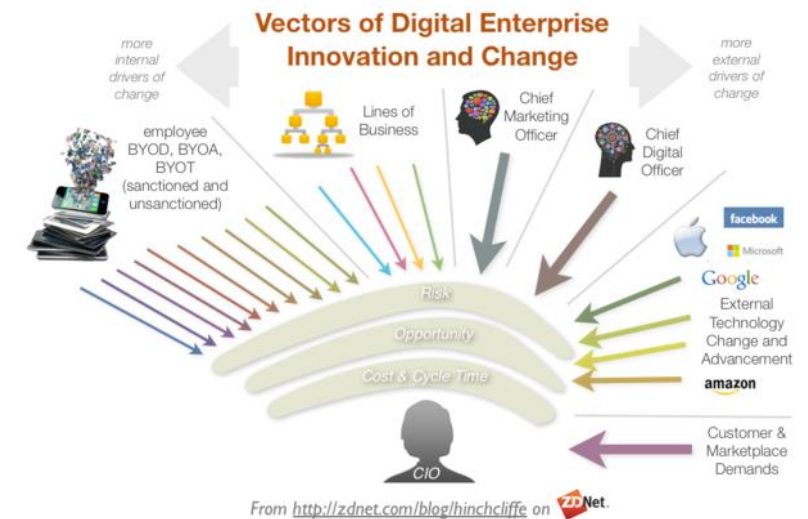 Vectors of Digital Enterprise
Innovation and Change
more
internal
drivers of
change
more
external
drivers of
change
employee
BYOD, BYOA,
BYOT
(sanctioned and
unsanctioned)
Lines of
Business
Chief
Marketing
Officer
Chief
Digital
Officer
facebook
Microsoft
Google
External
Technology
Change and
Advancement
amazon
Risk
Opportunity
Cost & Cycle Time
CIO
Customer &
Marketplace
Demands
From http://zdnet.com/blog/hinchcliffe on ZDNet.